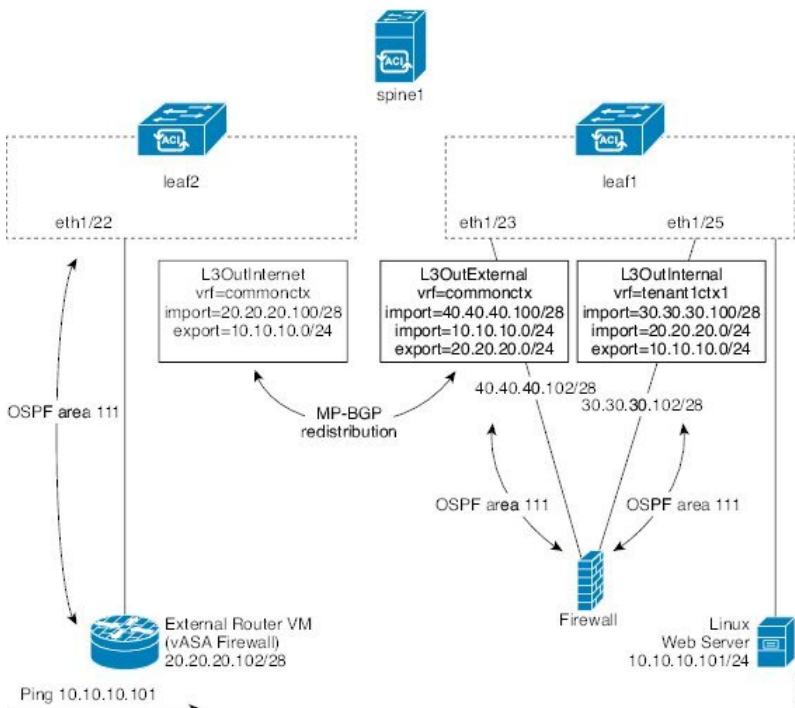 ACI
spine1
ACI
leaf2
ACI
leaf1
eth1/22
eth1/23
eth1/25
L3OutInternet
vrf=commonctx
import=20.20.20.100/28
export=10.10.10.0/24
L3OutExternal
vrf=commonctx
import=40.40.40.100/28
import=10.10.10.0/24
export=20.20.20.0/24
L3OutInternal
vrf=tenant1ctx1
import=30.30.30.100/28
import=20.20.20.0/24
export=10.10.10.0/24
40.40.40.102/28
30.30.30.102/28
OSPF area 111
MP-BGP
redistribution
OSPF area 111
OSPF area 111
External Router VM
(vASA Firewall)
20.20.20.102/28
Firewall
Linux
Web Server
10.10.10.101/24
Ping 10.10.10.101